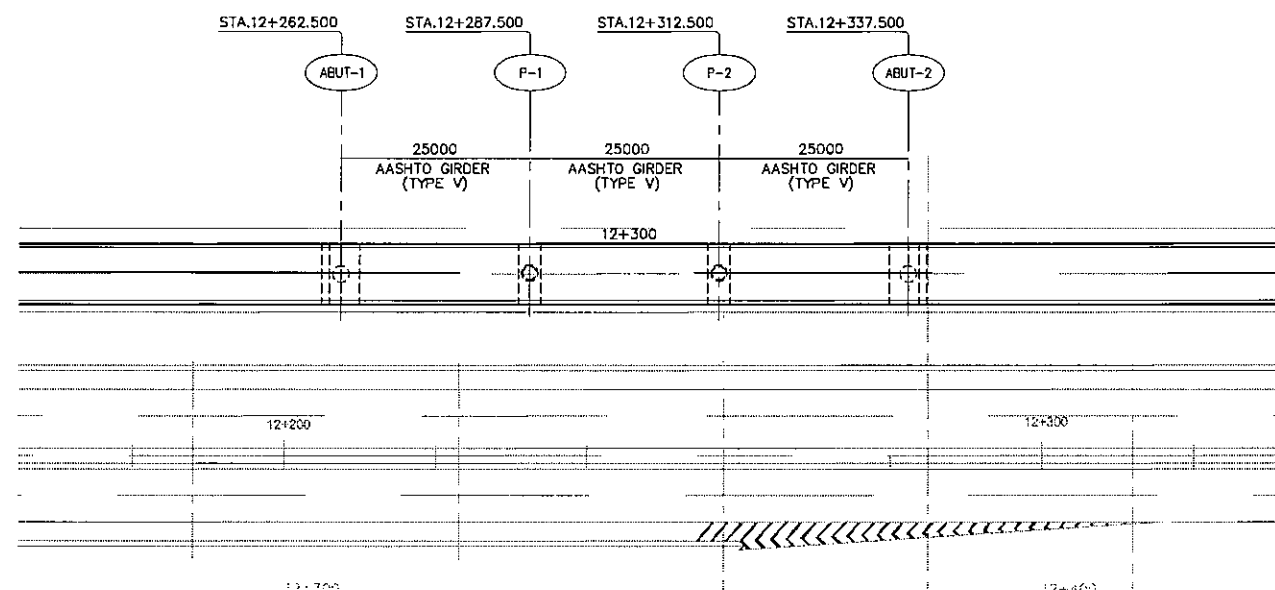 STA.12+262.500 STA.12+287.500 STA.12+312.500 STA.12+337.500
ABUT-1 P-1 P-2 ABUT-2
25000 25000 25000
AASHTO GIRDER AASHTO GIRDER AASHTO GIRDER
(TYPE V) (TYPE V) (TYPE V)
12+300
12+200 12+300